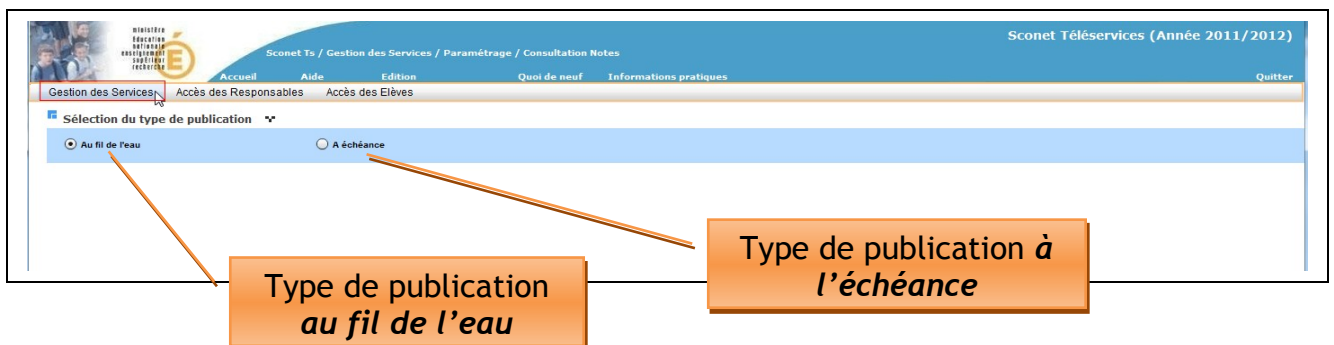 ministère
éducation
nationale
enseignement
supérieur
recherche
Sconet Téléservices (Année 2011/2012)
Sconet Ts / Gestion des Services / Paramétrage / Consultation Notes
Accueil Aide Edition Quoi de neuf Informations pratiques Quitter
Gestion des Services Accès des Responsables Accès des Elèves
Sélection du type de publication
Au fil de l'eau A échéance
Type de publication à
l'échéance
Type de publication
au fil de l'eau